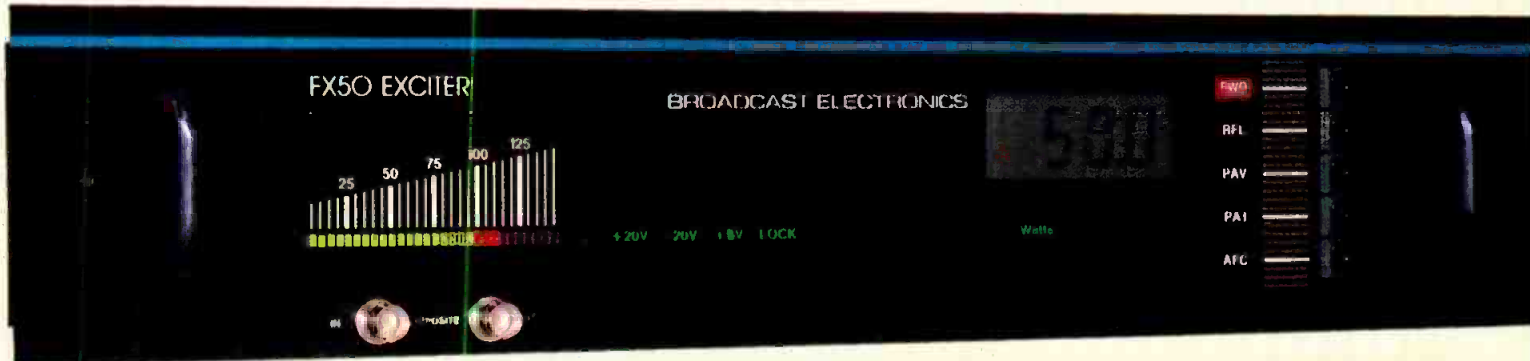 FX50 EXCITER
BROADCAST ELECTRONICS
25 50 75 100 125
+20V -20V +5V LOCK
Watts
FWD
RFL
PAV
PAI
AFC
IN